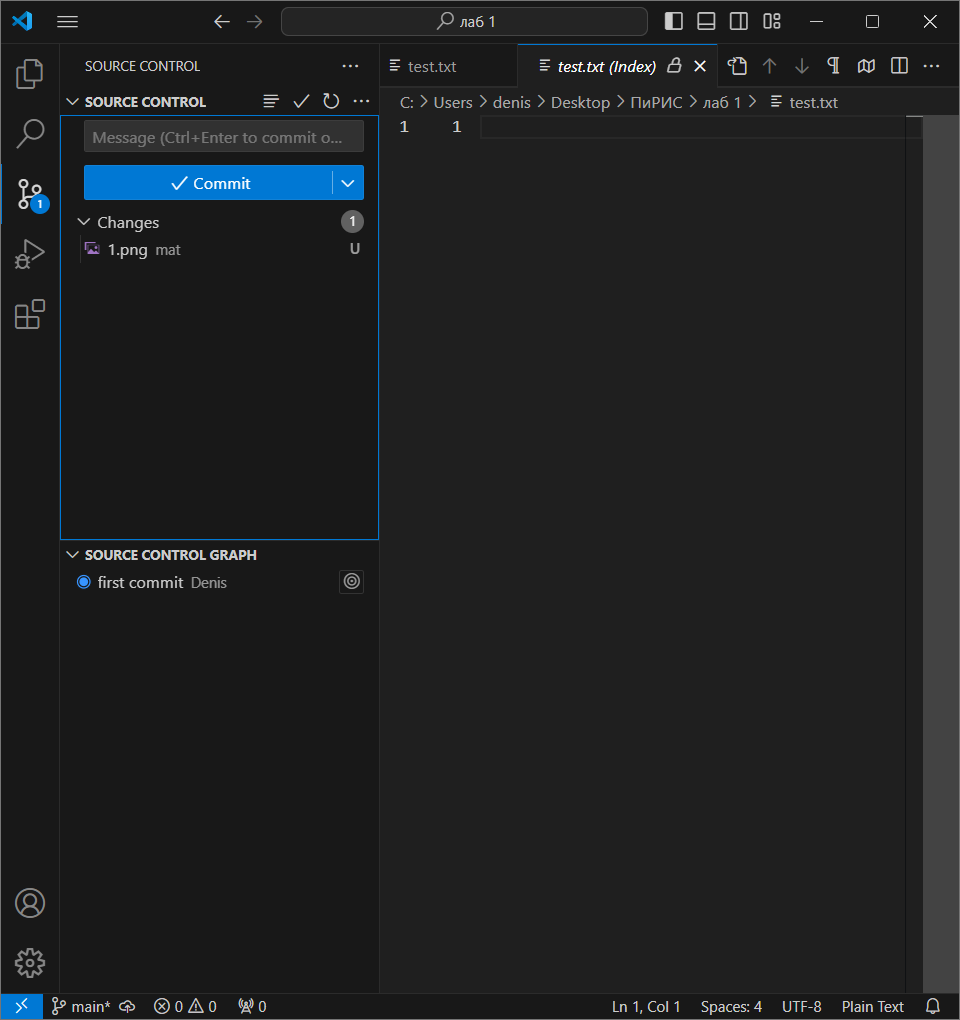 лаб 1
SOURCE CONTROL
test.txt
test.txt (Index)
SOURCE CONTROL
C: Users denis Desktop ПиРИС лаб 1 test.txt
Message (Ctrl+Enter to commit o...
1 1
Commit
1
Changes 1
1.png mat U
SOURCE CONTROL GRAPH
first commit Denis
main* 0 0 0 Ln 1, Col 1 Spaces: 4 UTF-8 Plain Text